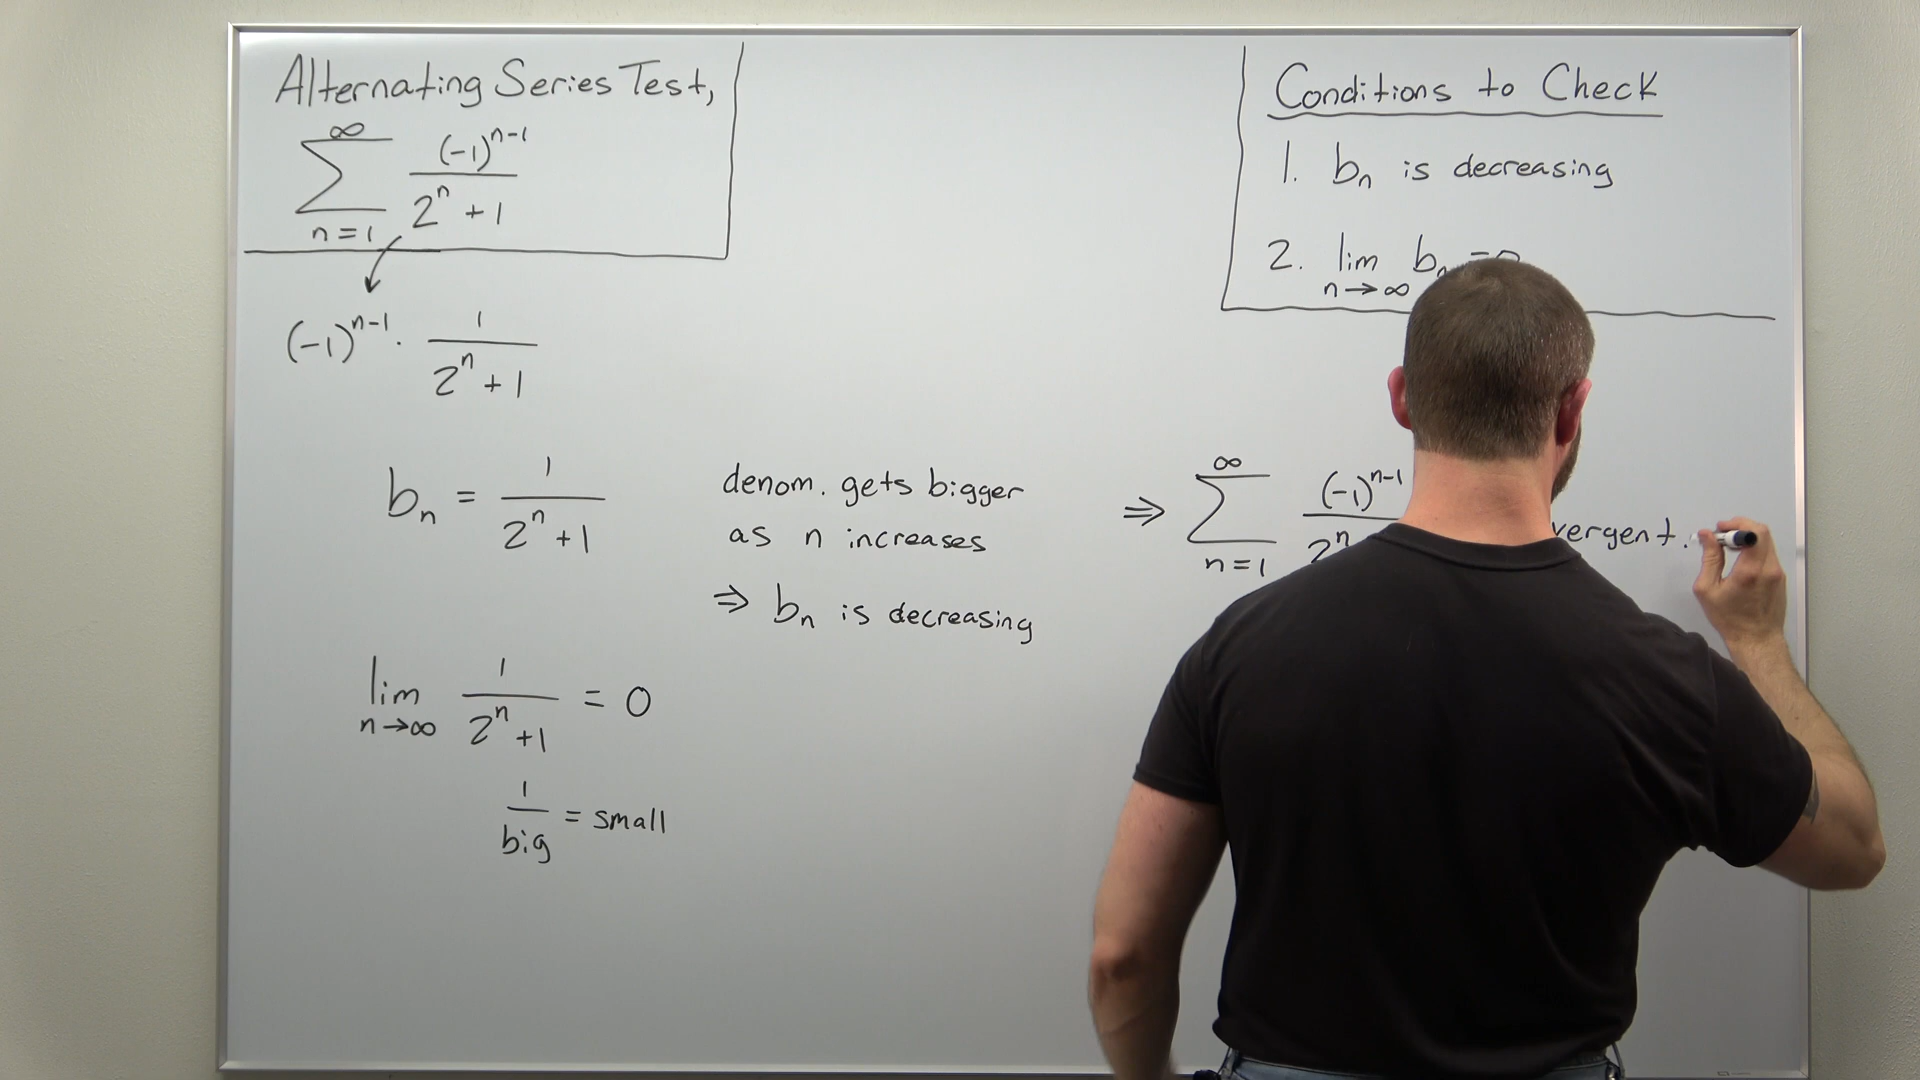 Alternating Series Test,
∞
∑ (-1)^{n-1} / (2^n + 1)
n=1
(-1)^{n-1} · 1 / (2^n + 1)
b_n = 1 / (2^n + 1)
lim_{n→∞} 1 / (2^n + 1) = 0
1 / big = small
denom. gets bigger
as n increases
⇒ b_n is decreasing
Conditions to Check
1. b_n is decreasing
2. lim_{n→∞} b_n = 0
∞
⇒ ∑ (-1)^{n-1} / 2^n
n=1
vergent.